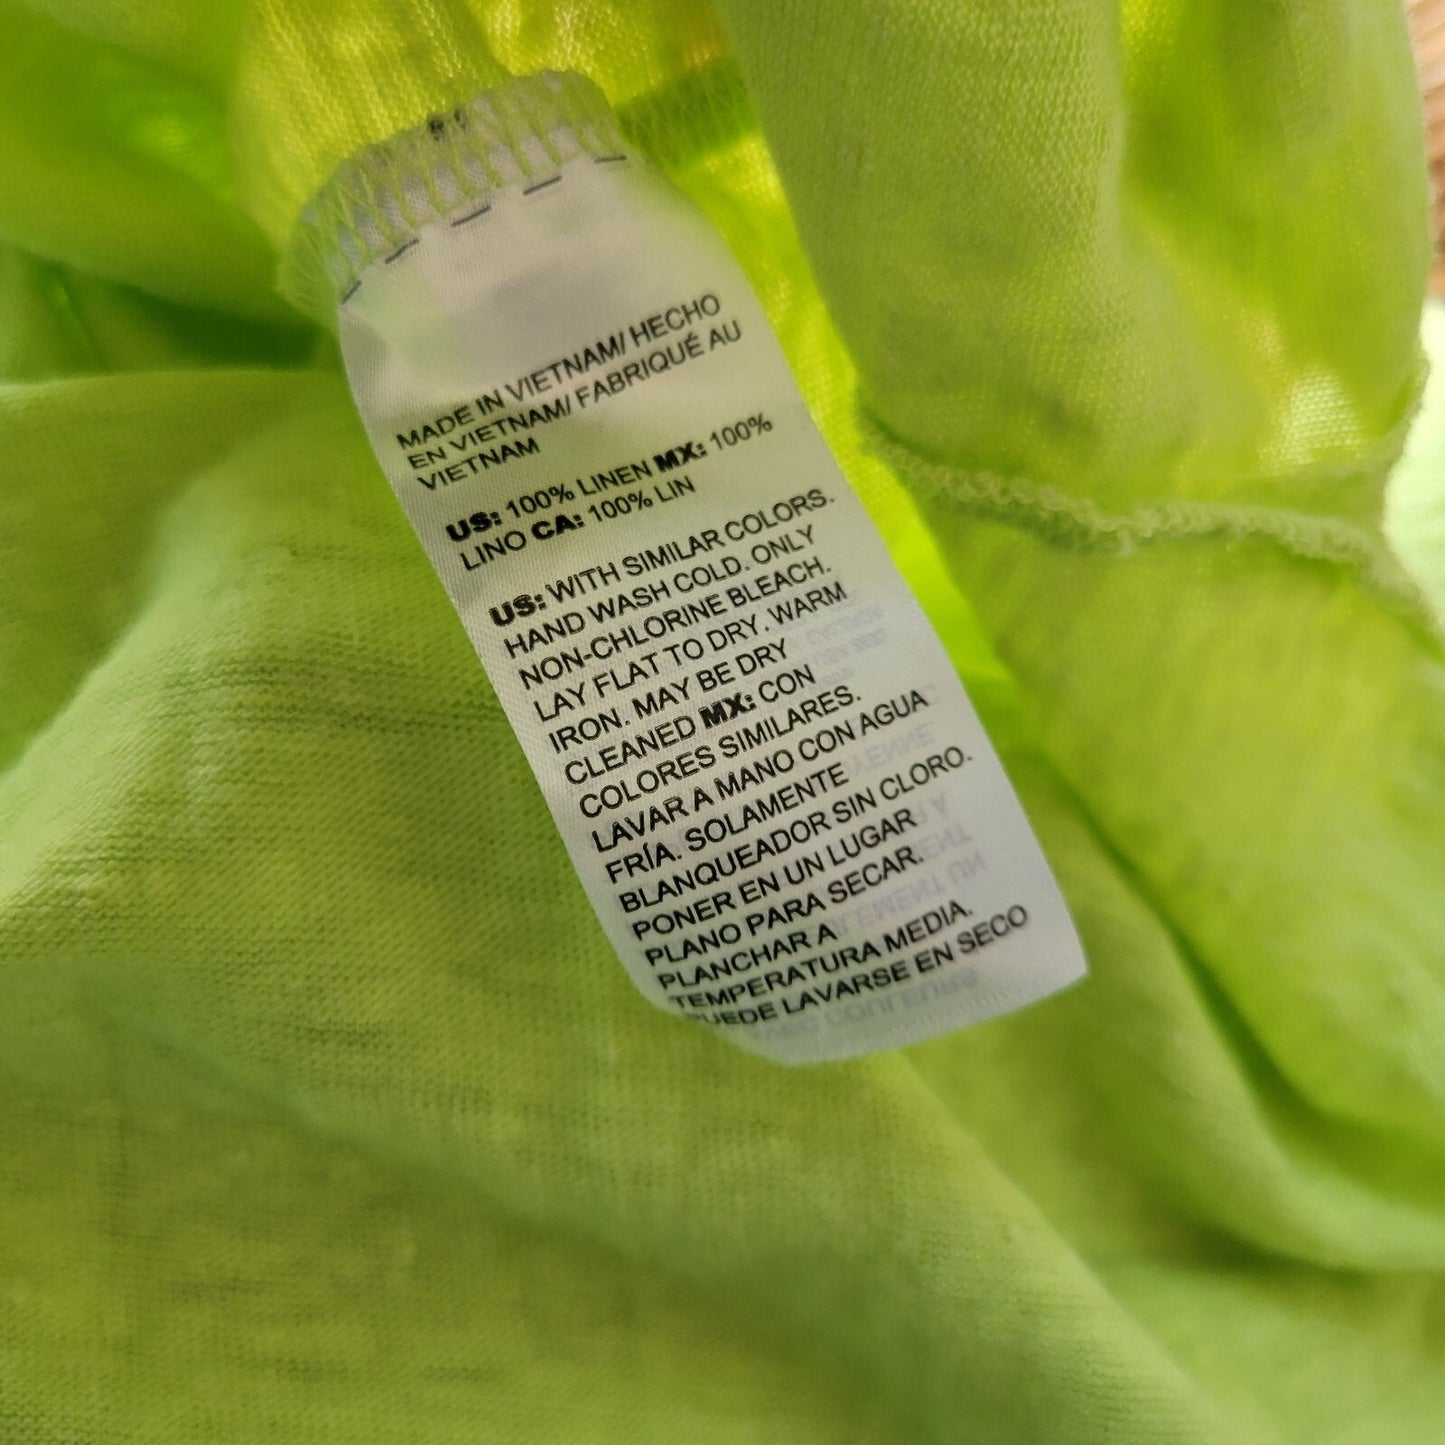 MADE IN VIETNAM/ HECHO
EN VIETNAM/ FABRIQUÉ AU
VIETNAM
US: 100% LINEN MX: 100%
LINO CA: 100% LIN
US: WITH SIMILAR COLORS.
HAND WASH COLD. ONLY
NON-CHLORINE BLEACH.
LAY FLAT TO DRY. WARM
IRON. MAY BE DRY
CLEANED MX: CON
COLORES SIMILARES.
LAVAR A MANO CON AGUA
FRÍA. SOLAMENTE
BLANQUEADOR SIN CLORO.
PONER EN UN LUGAR
PLANO PARA SECAR.
PLANCHAR A
TEMPERATURA MEDIA.
PUEDE LAVARSE EN SECO